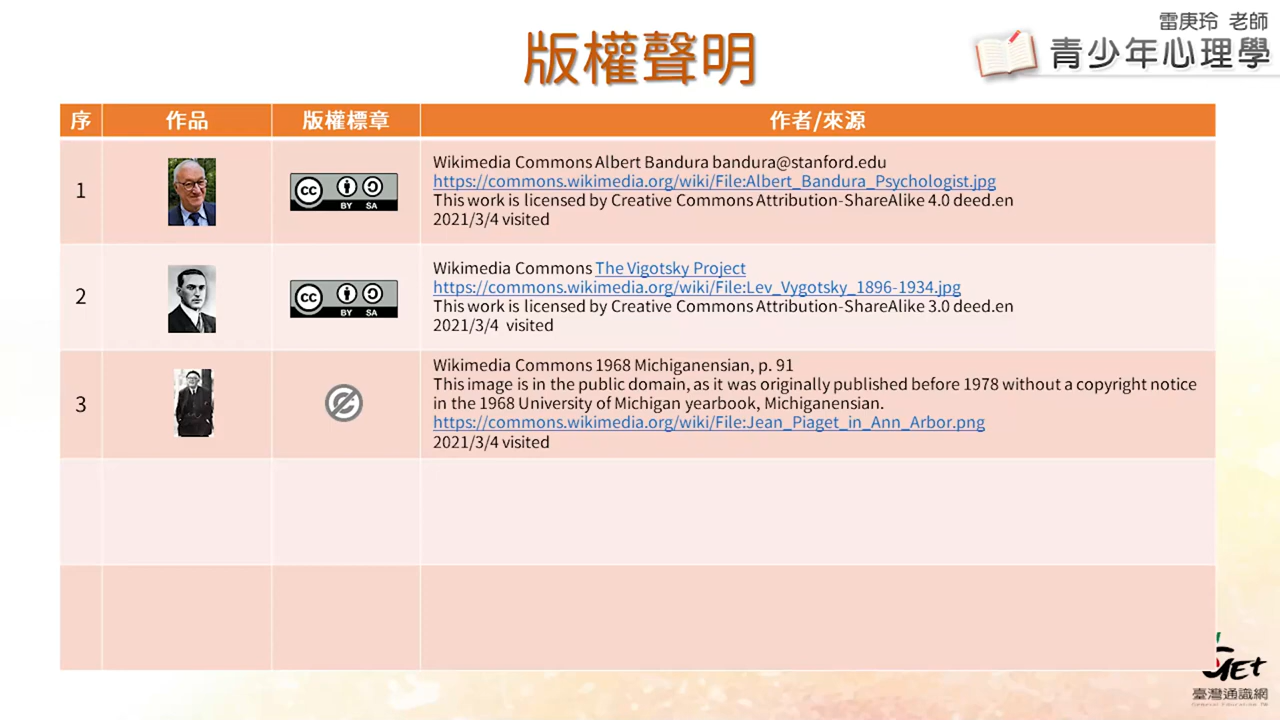 雷庚玲 老師
青少年心理學
版權聲明
序 作品 版權標章 作者/來源
1
cc BY SA
Wikimedia Commons Albert Bandura bandura@stanford.edu
https://commons.wikimedia.org/wiki/File:Albert_Bandura_Psychologist.jpg
This work is licensed by Creative Commons Attribution-ShareAlike 4.0 deed.en
2021/3/4 visited
2
cc BY SA
Wikimedia Commons The Vigotsky Project
https://commons.wikimedia.org/wiki/File:Lev_Vygotsky_1896-1934.jpg
This work is licensed by Creative Commons Attribution-ShareAlike 3.0 deed.en
2021/3/4 visited
3
Wikimedia Commons 1968 Michiganensian, p. 91
This image is in the public domain, as it was originally published before 1978 without a copyright notice
in the 1968 University of Michigan yearbook, Michiganensian.
https://commons.wikimedia.org/wiki/File:Jean_Piaget_in_Ann_Arbor.png
2021/3/4 visited
臺灣通識網